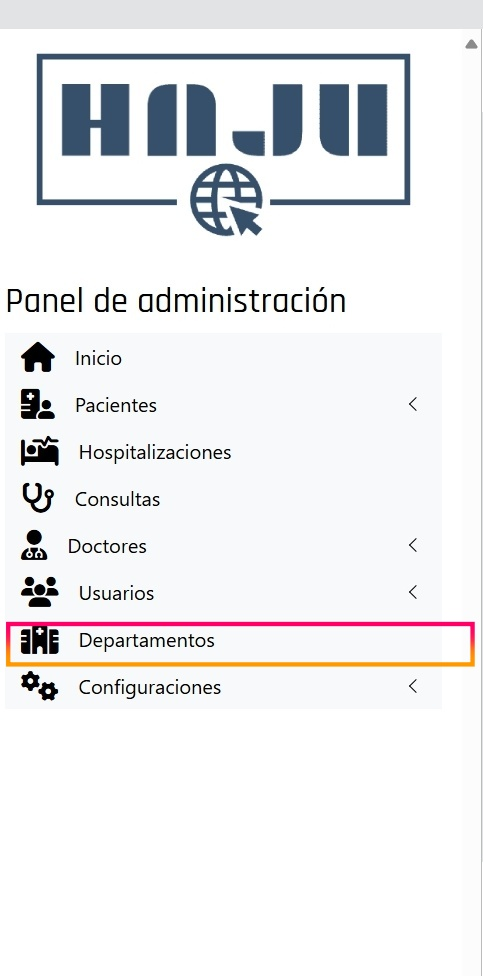 HAJU
Panel de administración
Inicio
Pacientes
Hospitalizaciones
Consultas
Doctores
Usuarios
Departamentos
Configuraciones